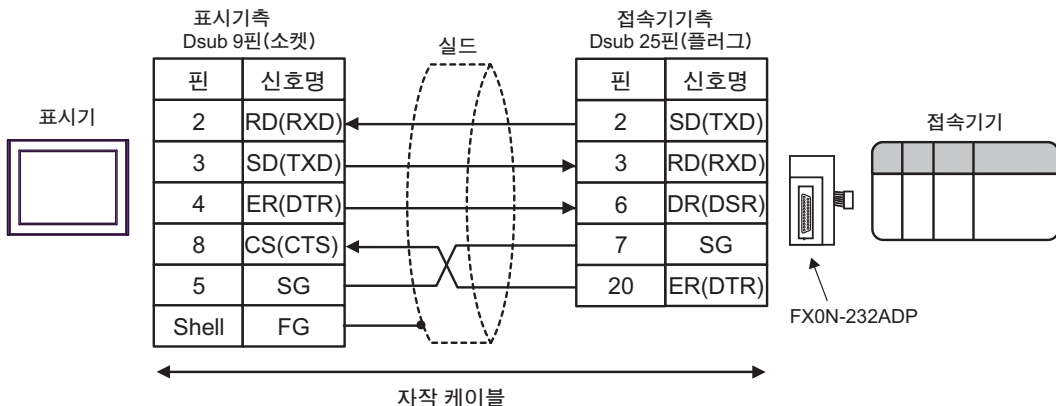 표시기측
Dsub 9핀(소켓)
실드
접속기기측
Dsub 25핀(플러그)
표시기
핀 신호명
2 RD(RXD)
3 SD(TXD)
4 ER(DTR)
8 CS(CTS)
5 SG
Shell FG
핀 신호명
2 SD(TXD)
3 RD(RXD)
6 DR(DSR)
7 SG
20 ER(DTR)
접속기기
FX0N-232ADP
자작 케이블